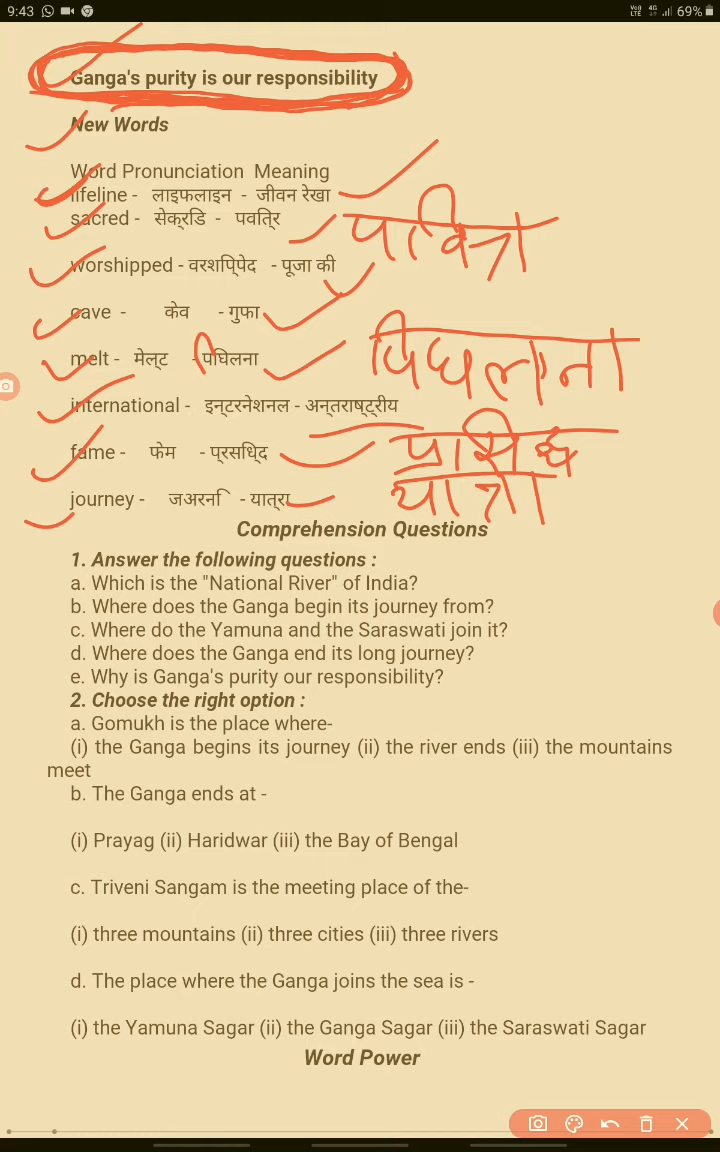 9:43 69%
Ganga's purity is our responsibility
New Words
Word Pronunciation Meaning
lifeline - लाइफलाइन - जीवन रेखा
sacred - सेक्रडि - पवत्रि पवित्र
worshipped - वरशपि्पेद - पूजा की
cave - केव - गुफा
melt - मेल्ट - पघिलना पिघलाना
international - इन्टरनेशनल - अन्तराष्ट्रीय
fame - फेम - प्रसधि्द प्रसिध्ध
journey - जअरनि - यात्रा यात्रा
Comprehension Questions
1. Answer the following questions :
a. Which is the "National River" of India?
b. Where does the Ganga begin its journey from?
c. Where do the Yamuna and the Saraswati join it?
d. Where does the Ganga end its long journey?
e. Why is Ganga's purity our responsibility?
2. Choose the right option :
a. Gomukh is the place where-
(i) the Ganga begins its journey (ii) the river ends (iii) the mountains
meet
b. The Ganga ends at -
(i) Prayag (ii) Haridwar (iii) the Bay of Bengal
c. Triveni Sangam is the meeting place of the-
(i) three mountains (ii) three cities (iii) three rivers
d. The place where the Ganga joins the sea is -
(i) the Yamuna Sagar (ii) the Ganga Sagar (iii) the Saraswati Sagar
Word Power